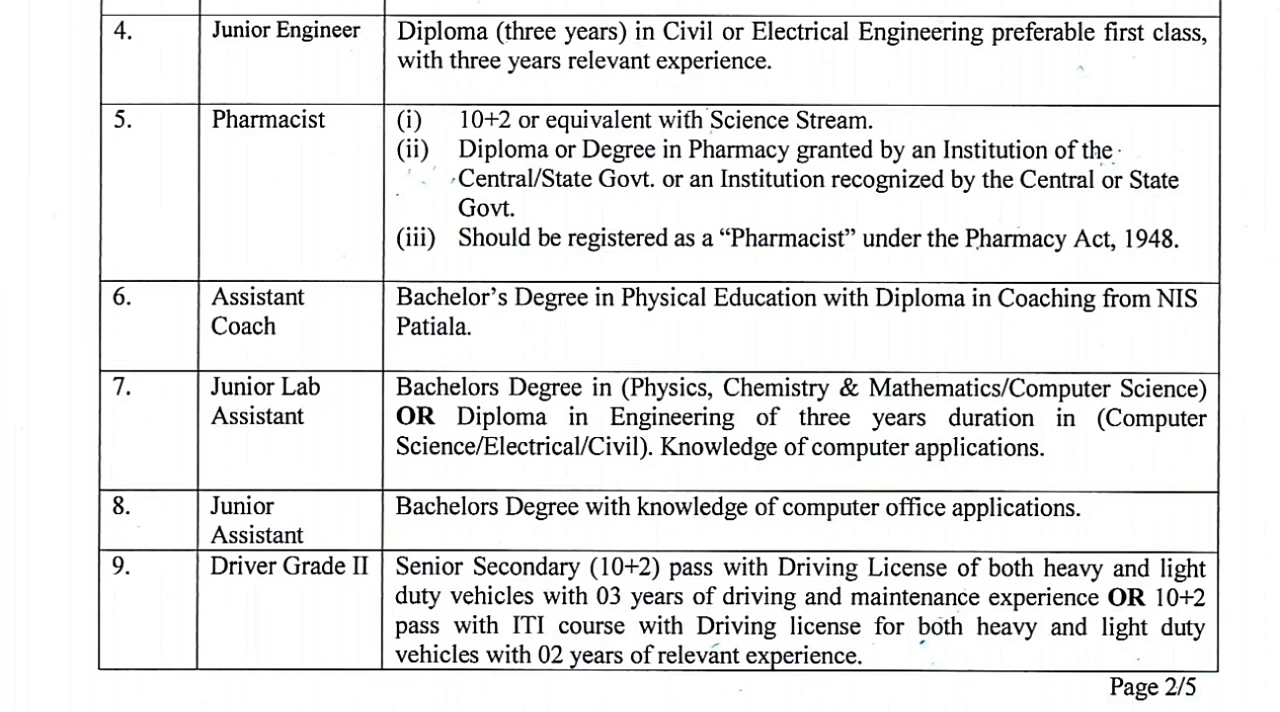 4. Junior Engineer Diploma (three years) in Civil or Electrical Engineering preferable first class,
with three years relevant experience.
5. Pharmacist (i) 10+2 or equivalent with Science Stream.
(ii) Diploma or Degree in Pharmacy granted by an Institution of the
Central/State Govt. or an Institution recognized by the Central or State
Govt.
(iii) Should be registered as a “Pharmacist” under the Pharmacy Act, 1948.
6. Assistant Bachelor’s Degree in Physical Education with Diploma in Coaching from NIS
Coach Patiala.
7. Junior Lab Bachelors Degree in (Physics, Chemistry & Mathematics/Computer Science)
Assistant OR Diploma in Engineering of three years duration in (Computer
Science/Electrical/Civil). Knowledge of computer applications.
8. Junior Bachelors Degree with knowledge of computer office applications.
Assistant
9. Driver Grade II Senior Secondary (10+2) pass with Driving License of both heavy and light
duty vehicles with 03 years of driving and maintenance experience OR 10+2
pass with ITI course with Driving license for both heavy and light duty
vehicles with 02 years of relevant experience.
Page 2/5